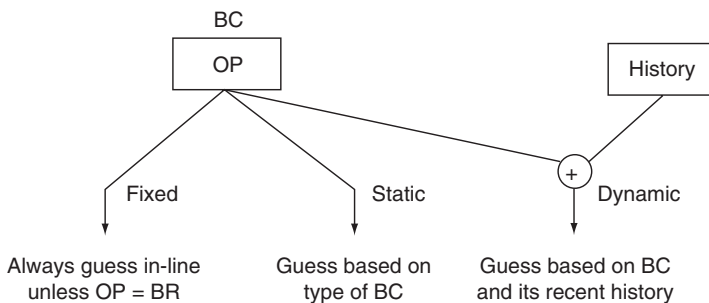 BC
OP
History
+
Fixed
Static
Dynamic
Always guess in-line
unless OP = BR
Guess based on
type of BC
Guess based on BC
and its recent history